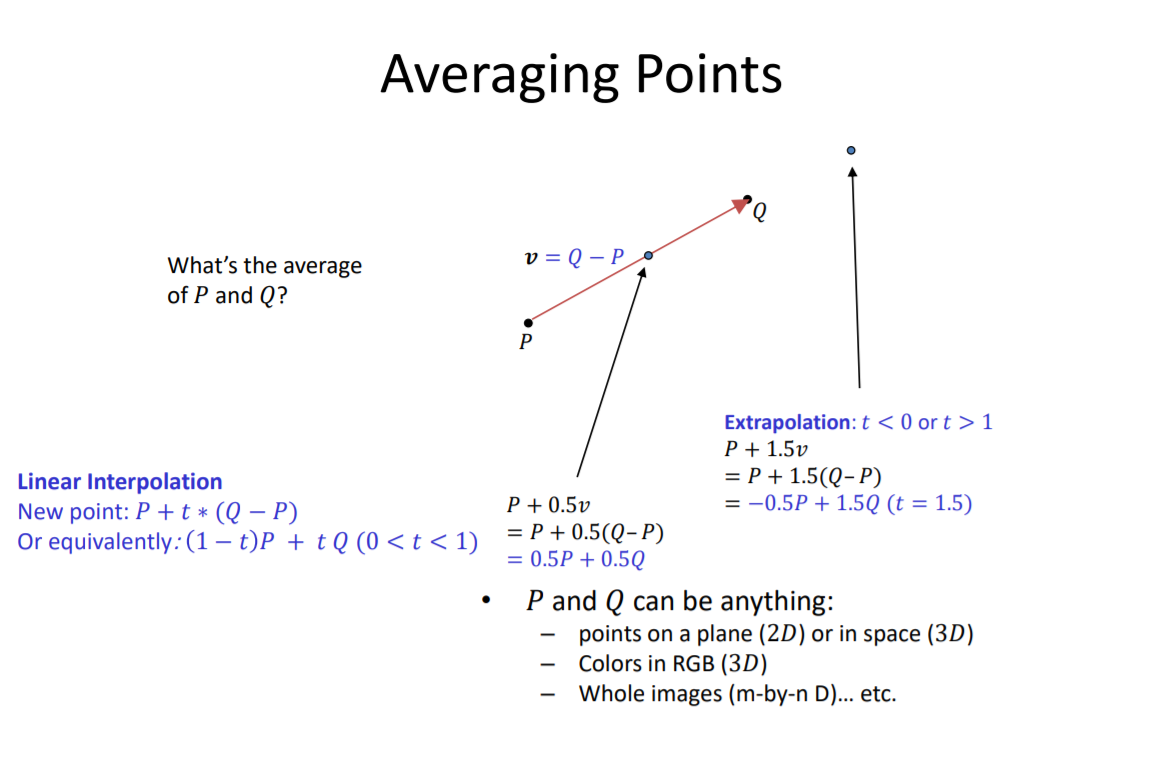 Averaging Points
What's the average
of P and Q?
v = Q − P
Q
P
Extrapolation: t < 0 or t > 1
P + 1.5v
= P + 1.5(Q– P)
= −0.5P + 1.5Q (t = 1.5)
Linear Interpolation
New point: P + t ∗ (Q − P)
Or equivalently: (1 − t)P + t Q (0 < t < 1)
P + 0.5v
= P + 0.5(Q– P)
= 0.5P + 0.5Q
• P and Q can be anything:
– points on a plane (2D) or in space (3D)
– Colors in RGB (3D)
– Whole images (m-by-n D)... etc.